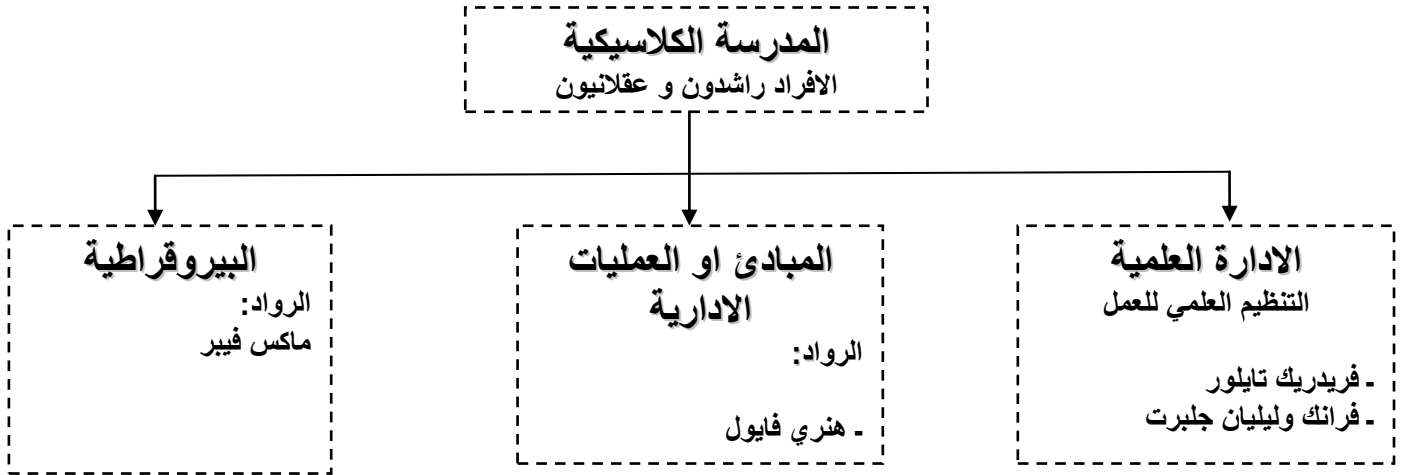 المدرسة الكلاسيكية
الافراد راشدون و عقلانيون
الادارة العلمية
التنظيم العلمي للعمل
ـ فريدريك تايلور
ـ فرانك وليليان جلبرت
المبادئ او العمليات
الادارية
الرواد:
ـ هنري فايول
البيروقراطية
الرواد:
ماكس فيبر